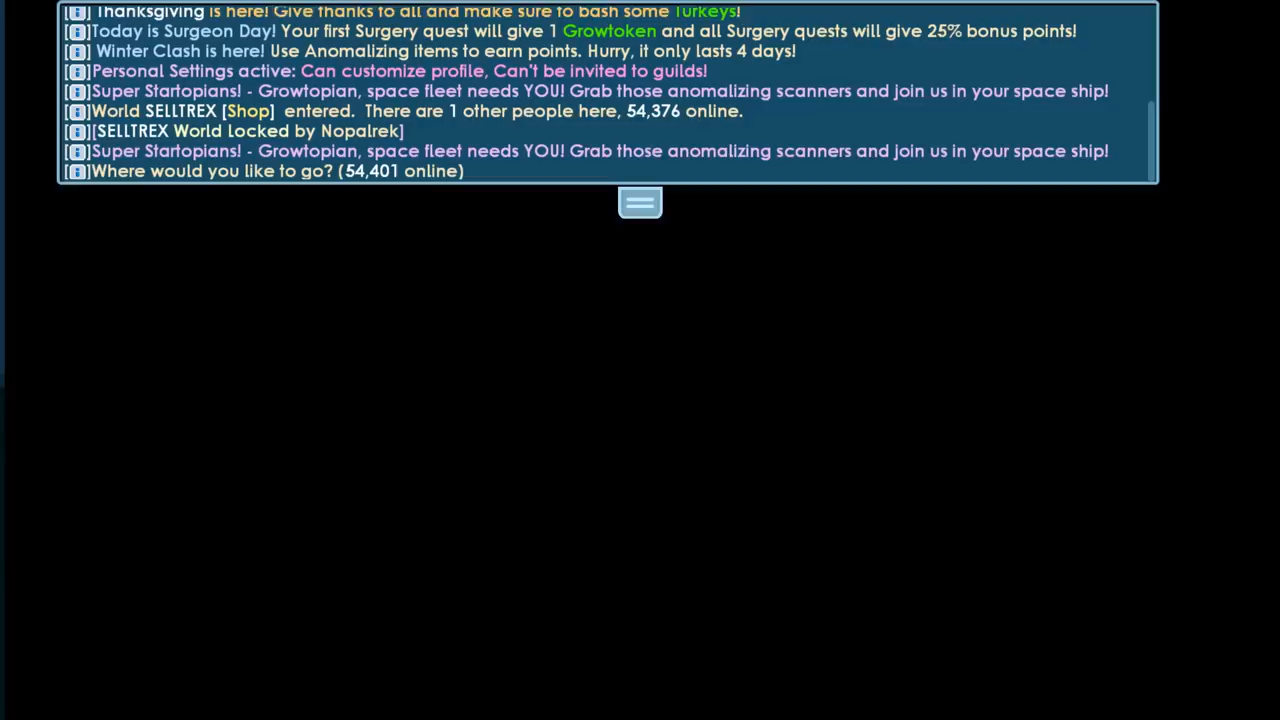 [i] Thanksgiving is here! Give thanks to all and make sure to bash some Turkeys!
[i]Today is Surgeon Day! Your first Surgery quest will give 1 Growtoken and all Surgery quests will give 25% bonus points!
[i] Winter Clash is here! Use Anomalizing items to earn points. Hurry, it only lasts 4 days!
[i]Personal Settings active: Can customize profile, Can't be invited to guilds!
[i]Super Startopians! - Growtopian, space fleet needs YOU! Grab those anomalizing scanners and join us in your space ship!
[i]World SELLTREX [Shop]  entered.  There are 1 other people here, 54,376 online.
[i][SELLTREX World Locked by Nopalrek]
[i]Super Startopians! - Growtopian, space fleet needs YOU! Grab those anomalizing scanners and join us in your space ship!
[i]Where would you like to go? (54,401 online)